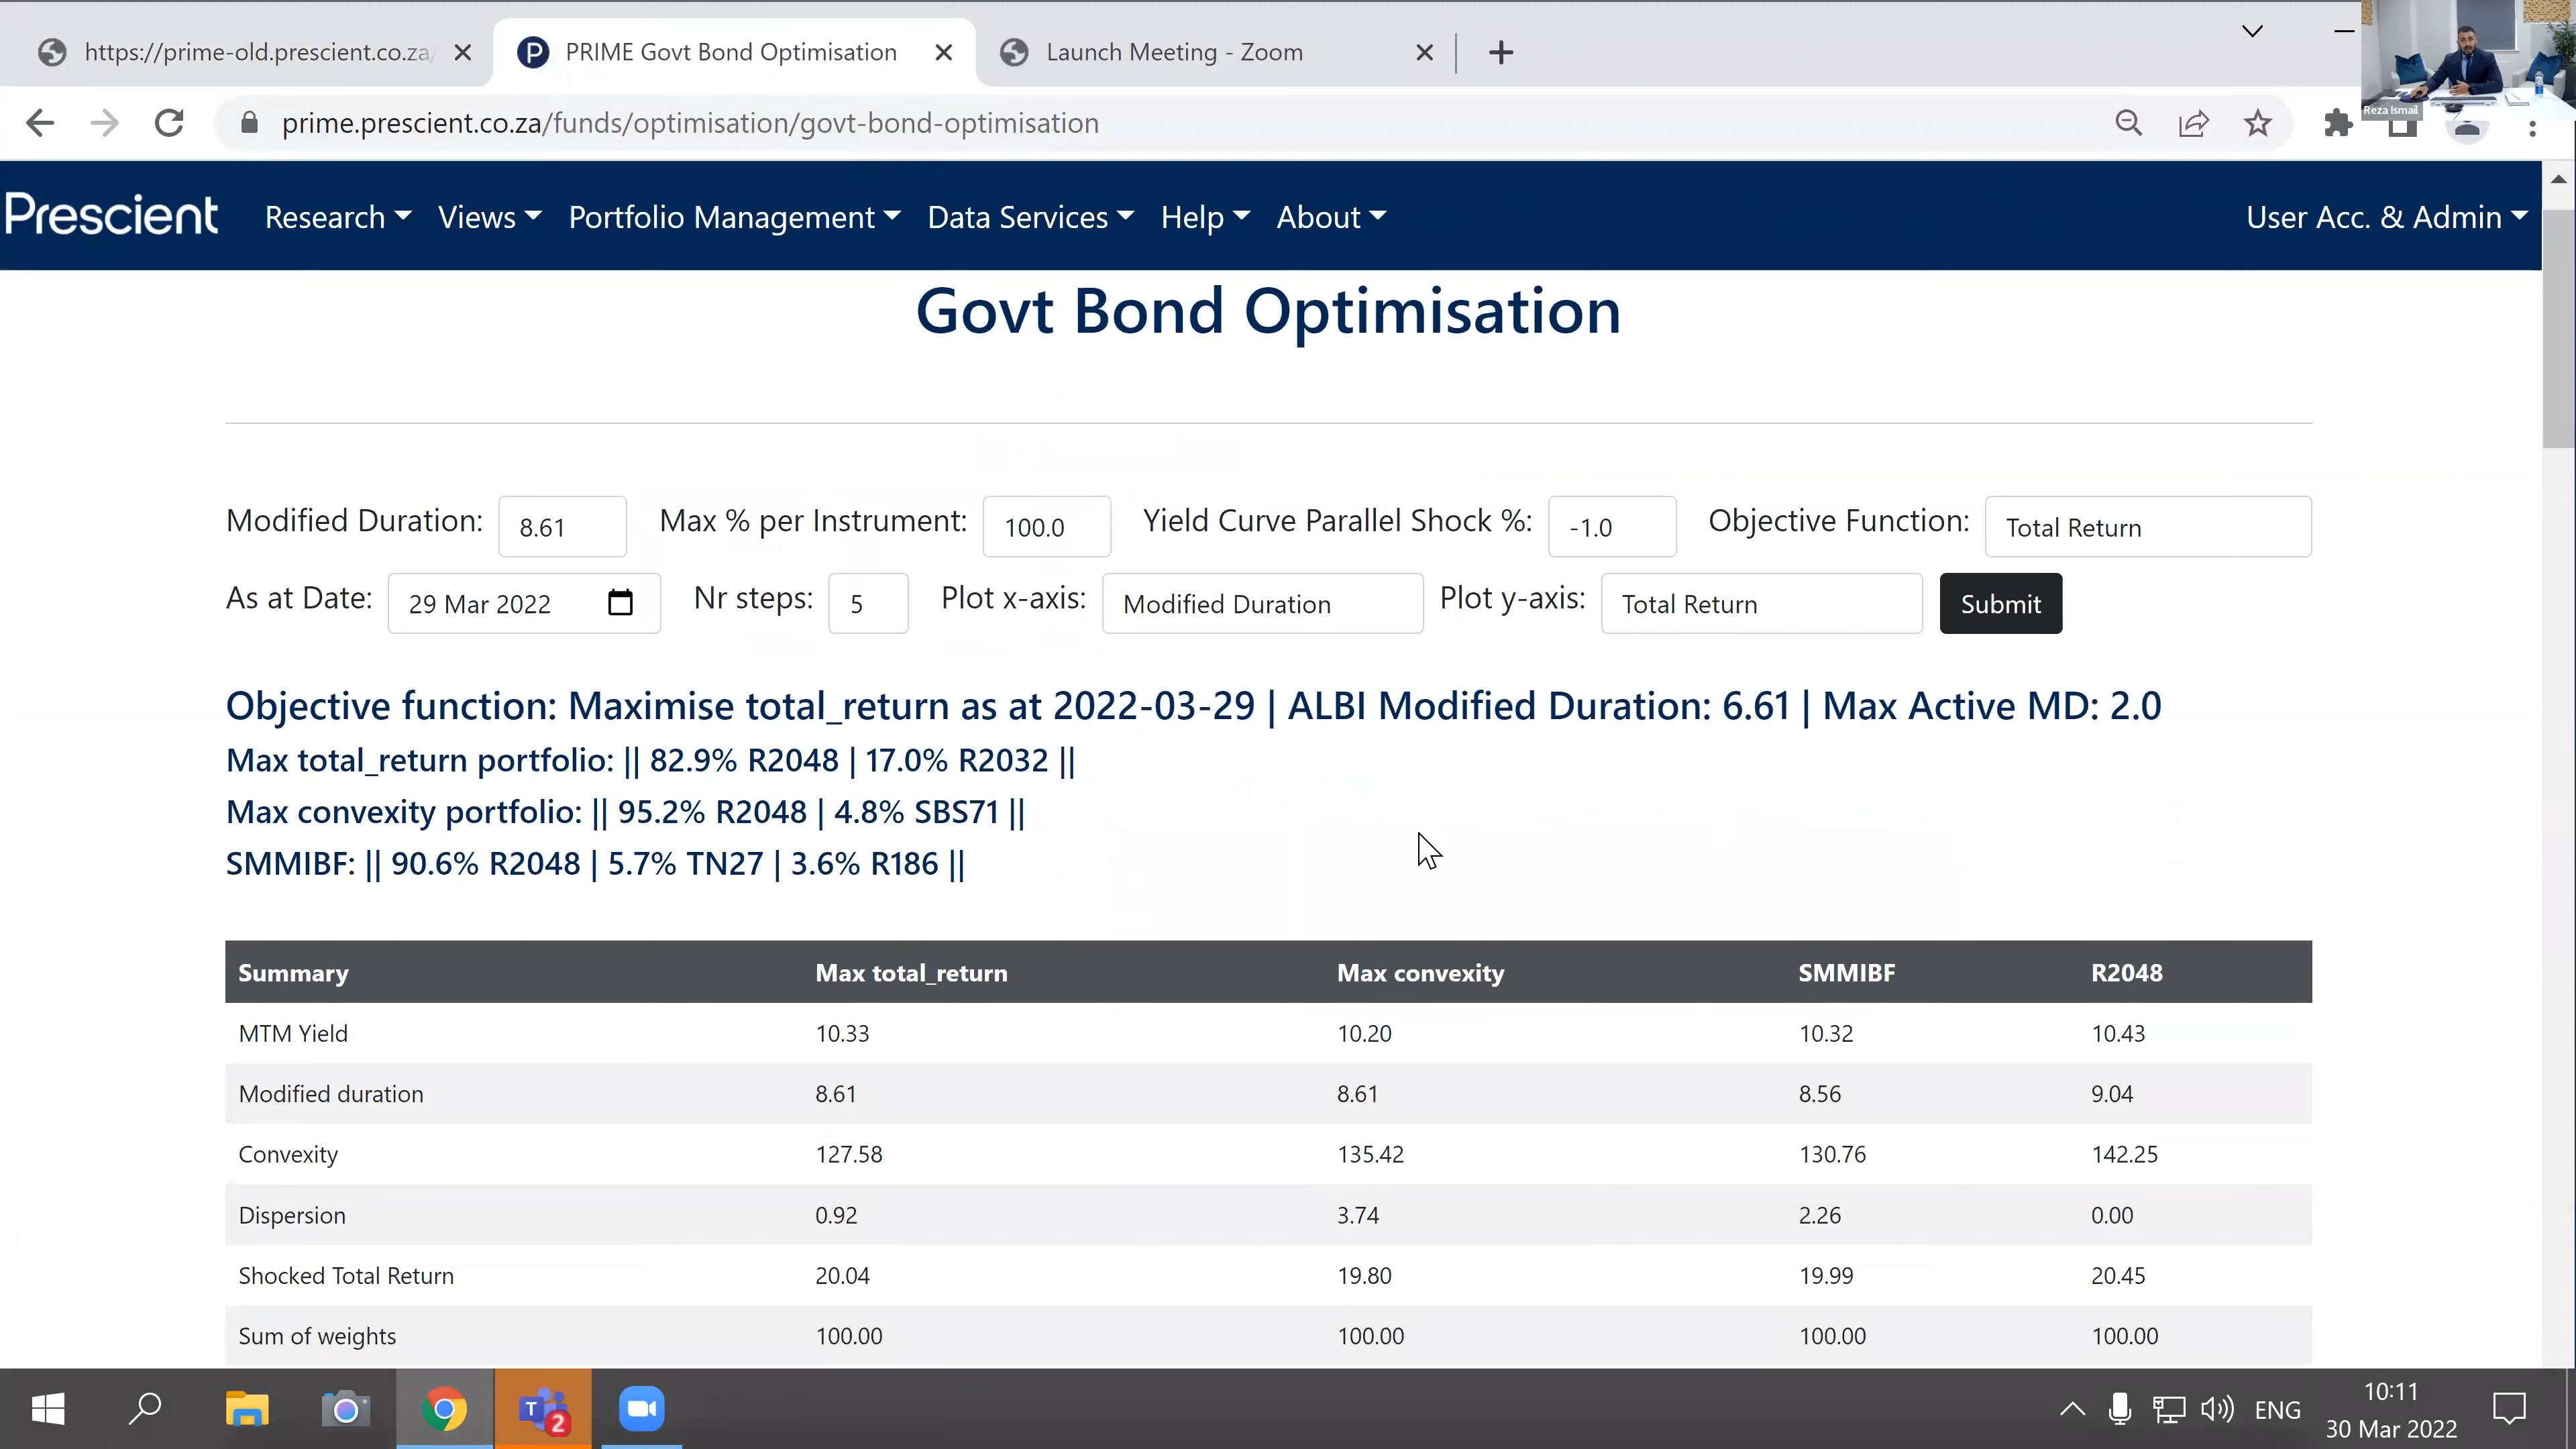 https://prime-old.prescient.co.za/
PRIME Govt Bond Optimisation
Launch Meeting - Zoom
prime.prescient.co.za/funds/optimisation/govt-bond-optimisation
Reza Ismail
Prescient Research Views Portfolio Management Data Services Help About User Acc. & Admin
Govt Bond Optimisation
Modified Duration: 8.61 Max % per Instrument: 100.0 Yield Curve Parallel Shock %: -1.0 Objective Function: Total Return
As at Date: 29 Mar 2022 Nr steps: 5 Plot x-axis: Modified Duration Plot y-axis: Total Return Submit
Objective function: Maximise total_return as at 2022-03-29 | ALBI Modified Duration: 6.61 | Max Active MD: 2.0
Max total_return portfolio: || 82.9% R2048 | 17.0% R2032 ||
Max convexity portfolio: || 95.2% R2048 | 4.8% SBS71 ||
SMMIBF: || 90.6% R2048 | 5.7% TN27 | 3.6% R186 ||
Summary Max total_return Max convexity SMMIBF R2048
MTM Yield 10.33 10.20 10.32 10.43
Modified duration 8.61 8.61 8.56 9.04
Convexity 127.58 135.42 130.76 142.25
Dispersion 0.92 3.74 2.26 0.00
Shocked Total Return 20.04 19.80 19.99 20.45
Sum of weights 100.00 100.00 100.00 100.00
T 2
ENG
10:11
30 Mar 2022